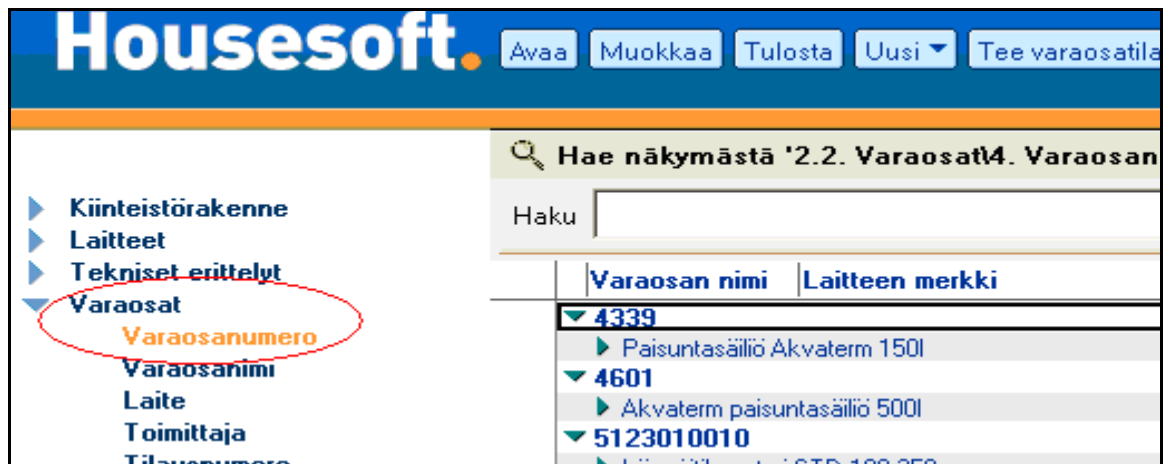 Housesoft.
Avaa Muokkaa Tulosta Uusi Tee varaosatila
Hae näkymästä '2.2. Varaosat\4. Varaosan
Haku
Kiinteistörakenne
Laitteet
Tekniset erittelyt
Varaosat
Varaosanumero
Varaosanimi
Laite
Toimittaja
Tilausnumero
Varaosan nimi Laitteen merkki
4339
Paisuntasäiliö Akvaterm 150l
4601
Akvaterm paisuntasäiliö 500l
5123010010